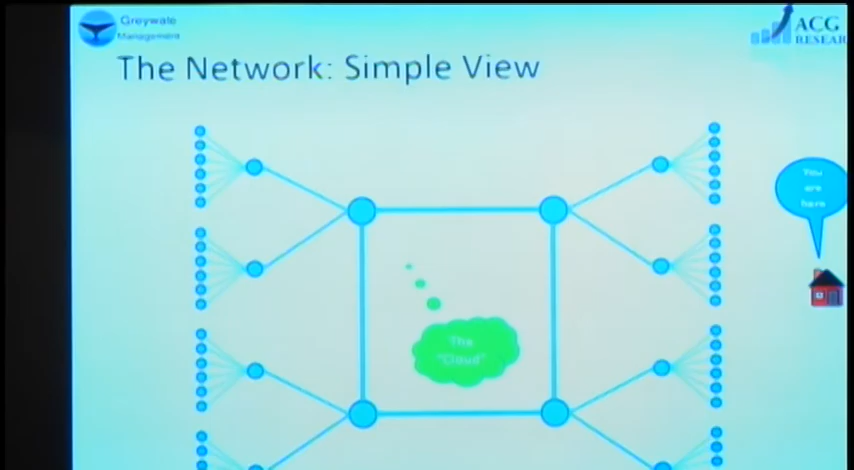 Greywale
Management
ACG
RESEAR
The Network: Simple View
You
are
here
The
"Cloud"